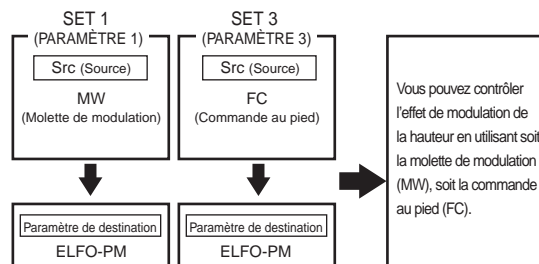 SET 1
(PARAMÈTRE 1)
Src (Source)
MW
(Molette de modulation)
Paramètre de destination
ELFO-PM
SET 3
(PARAMÈTRE 3)
Src (Source)
FC
(Commande au pied)
Paramètre de destination
ELFO-PM
Vous pouvez contrôler
l'effet de modulation de
la hauteur en utilisant soit
la molette de modulation
(MW), soit la commande
au pied (FC).